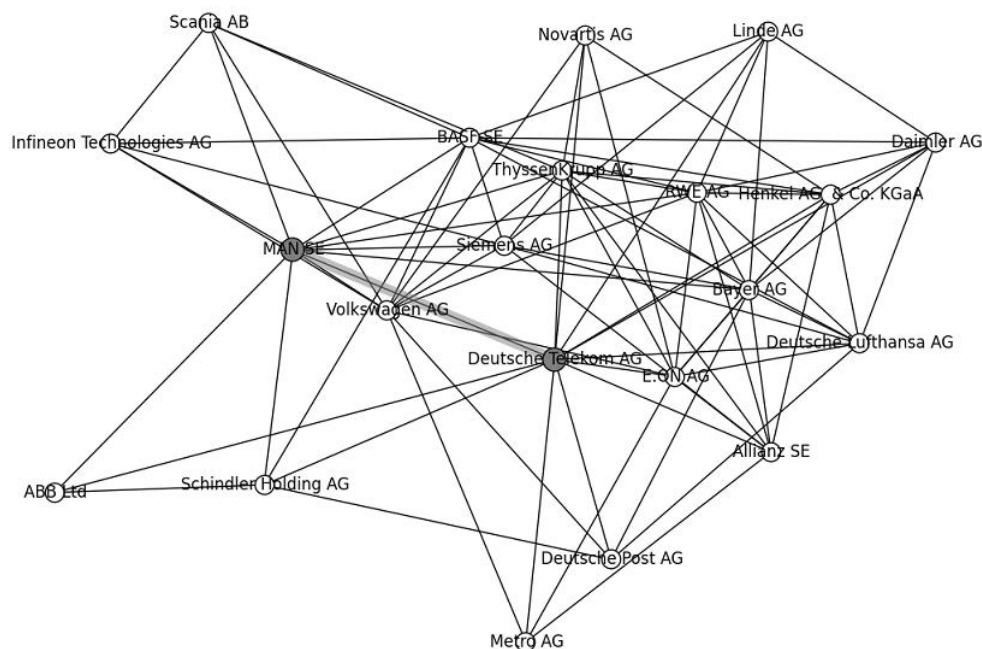 Scania AB
Novartis AG
Linde AG
Infineon Technologies AG
BASF SE
Daimler AG
ThyssenKrupp AG
RWE AG
Henkel AG & Co. KGaA
MAN SE
Siemens AG
Bayer AG
Volkswagen AG
Deutsche Lufthansa AG
Deutsche Telekom AG
E.ON AG
Allianz SE
ABB Ltd
Schindler Holding AG
Deutsche Post AG
Metro AG